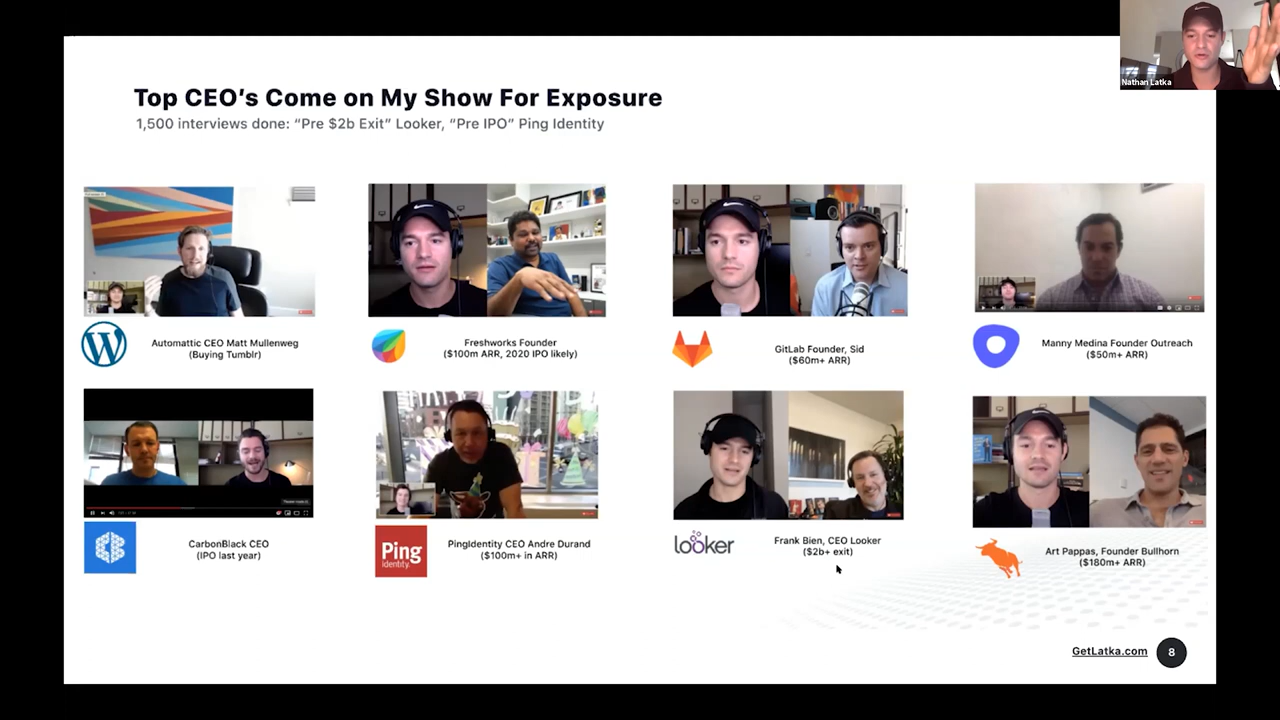 Nathan Latka
Top CEO's Come on My Show For Exposure
1,500 interviews done: “Pre $2b Exit” Looker, “Pre IPO” Ping Identity
Automattic CEO Matt Mullenweg
(Buying Tumblr)
Freshworks Founder
($100m ARR, 2020 IPO likely)
GitLab Founder, Sid
($60m+ ARR)
Manny Medina Founder Outreach
($50m+ ARR)
CarbonBlack CEO
(IPO last year)
Ping
Identity.
PingIdentity CEO Andre Durand
($100m+ in ARR)
looker
Frank Bien, CEO Looker
($2b+ exit)
Art Pappas, Founder Bullhorn
($180m+ ARR)
GetLatka.com
8